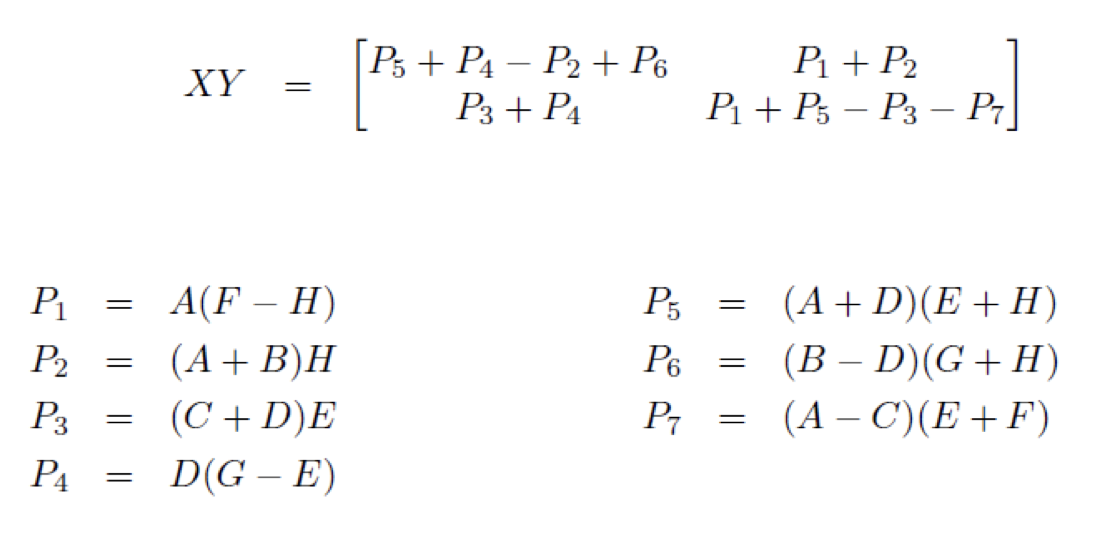 XY = [P₅ + P₄ − P₂ + P₆  P₁ + P₂
P₃ + P₄  P₁ + P₅ − P₃ − P₇]
P₁ = A(F − H)  P₅ = (A + D)(E + H)
P₂ = (A + B)H  P₆ = (B − D)(G + H)
P₃ = (C + D)E  P₇ = (A − C)(E + F)
P₄ = D(G − E)